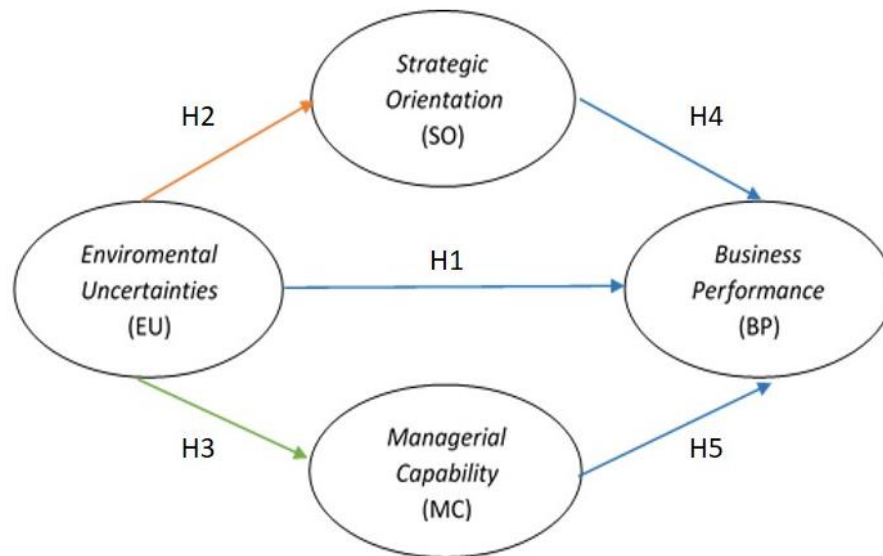 Strategic
Orientation
(SO)
H2
H4
Enviromental
Uncertainties
(EU)
H1
Business
Performance
(BP)
H3
Managerial
Capability
(MC)
H5